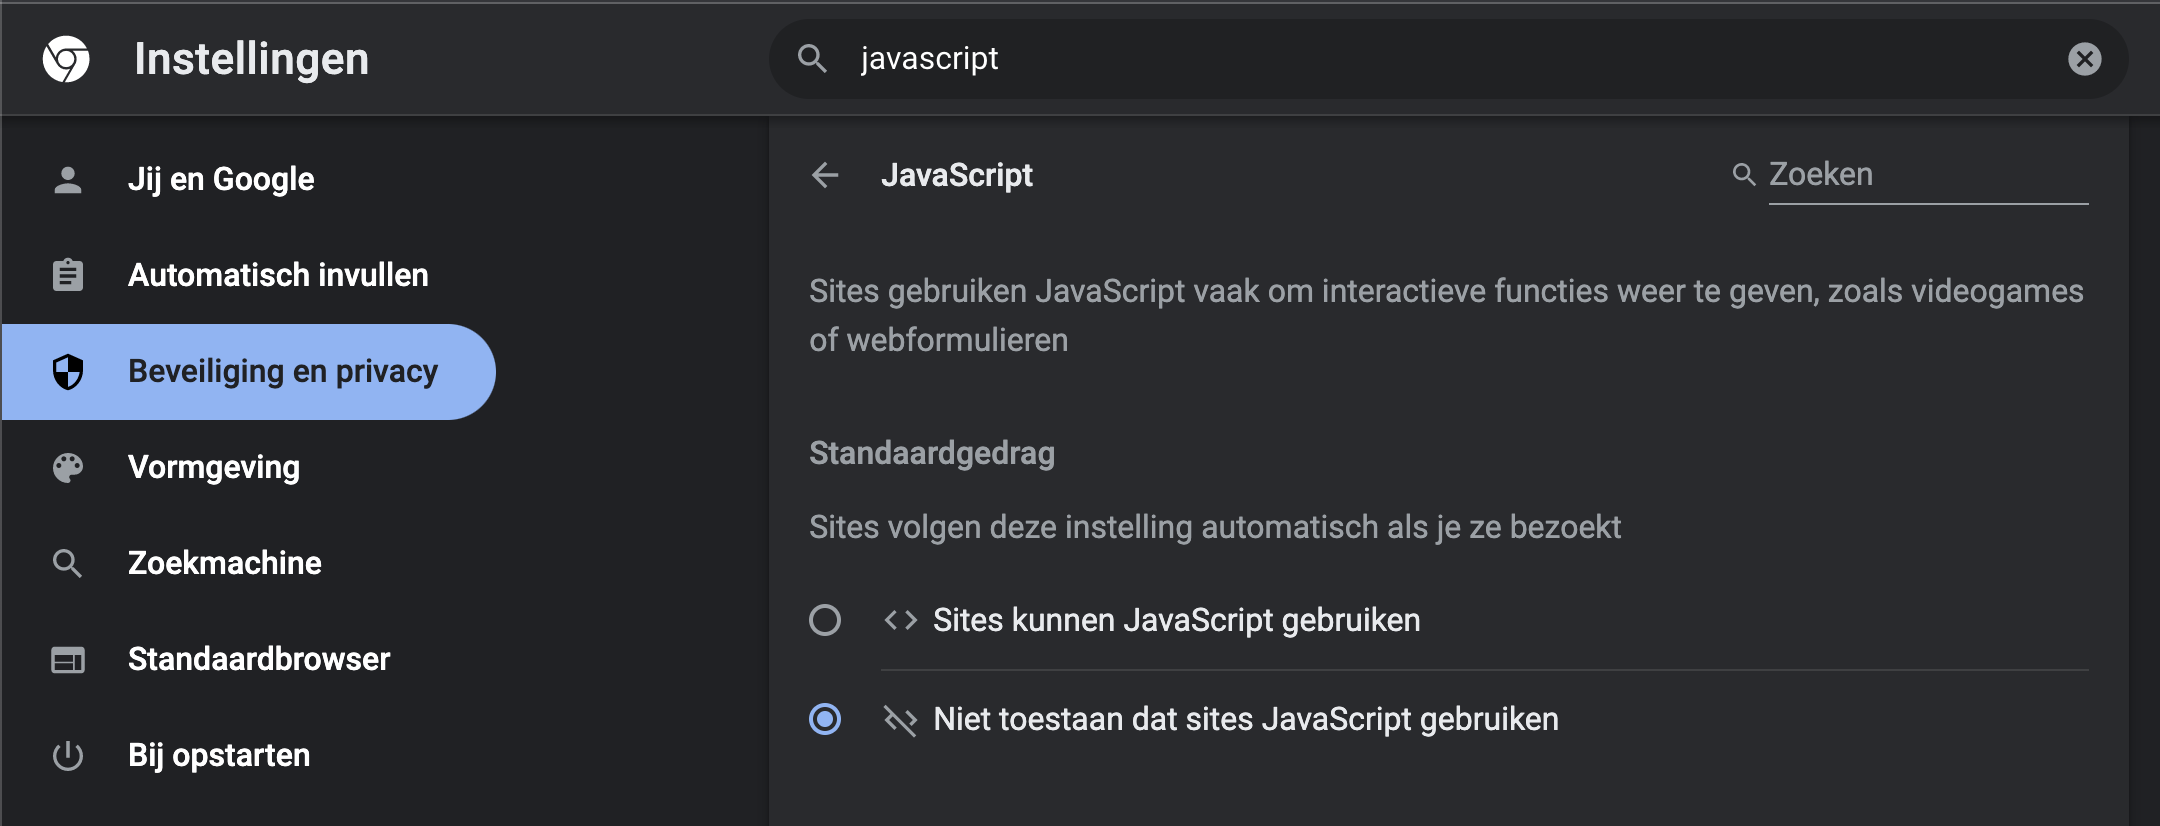 Instellingen
javascript
Jij en Google
Automatisch invullen
Beveiliging en privacy
Vormgeving
Zoekmachine
Standaardbrowser
Bij opstarten
JavaScript
Zoeken
Sites gebruiken JavaScript vaak om interactieve functies weer te geven, zoals videogames
of webformulieren
Standaardgedrag
Sites volgen deze instelling automatisch als je ze bezoekt
Sites kunnen JavaScript gebruiken
Niet toestaan dat sites JavaScript gebruiken